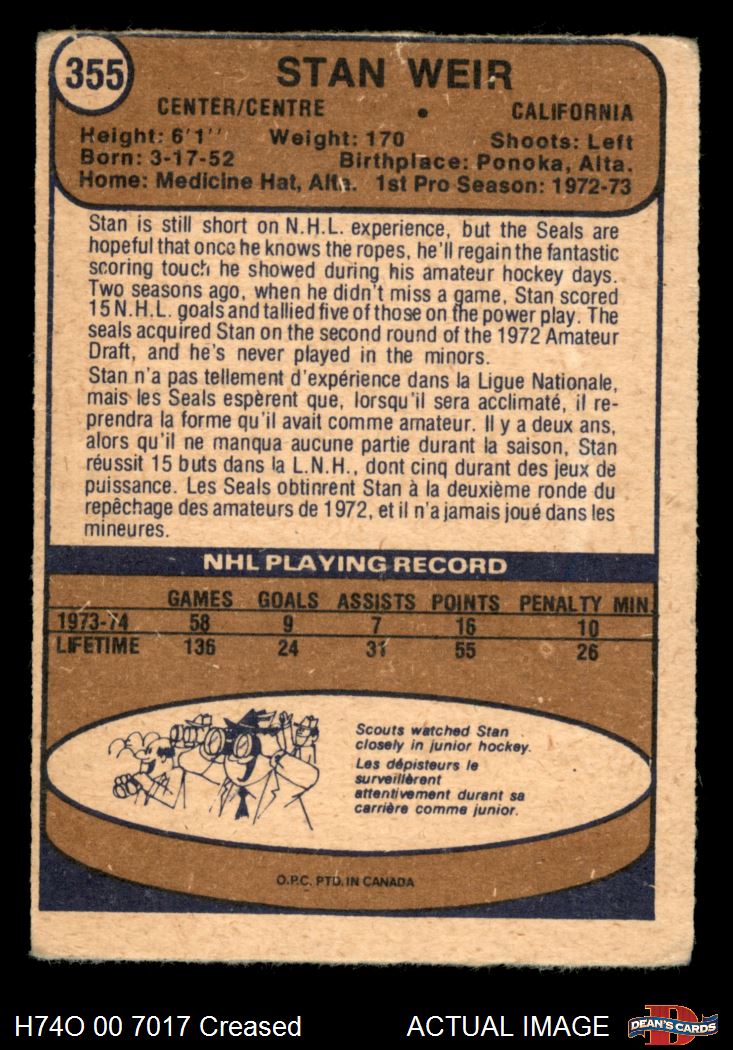 355
STAN WEIR
CENTER/CENTRE • CALIFORNIA
Height: 6'1'' Weight: 170 Shoots: Left
Born: 3-17-52 Birthplace: Ponoka, Alta.
Home: Medicine Hat, Alta. 1st Pro Season: 1972-73
Stan is still short on N.H.L. experience, but the Seals are
hopeful that once he knows the ropes, he'll regain the fantastic
scoring touch he showed during his amateur hockey days.
Two seasons ago, when he didn't miss a game, Stan scored
15 N.H.L. goals and tallied five of those on the power play. The
seals acquired Stan on the second round of the 1972 Amateur
Draft, and he's never played in the minors.
Stan n'a pas tellement d'expérience dans la Ligue Nationale,
mais les Seals espèrent que, lorsqu'il sera acclimaté, il re-
prendra la forme qu'il avait comme amateur. Il y a deux ans,
alors qu'il ne manqua aucune partie durant la saison, Stan
réussit 15 buts dans la L.N.H., dont cinq durant des jeux de
puissance. Les Seals obtinrent Stan à la deuxième ronde du
repêchage des amateurs de 1972, et il n'a jamais joué dans les
mineures.
NHL PLAYING RECORD
GAMES GOALS ASSISTS POINTS PENALTY MIN.
1973-74 58 9 7 16 10
LIFETIME 136 24 31 55 26
Scouts watched Stan
closely in junior hockey.
Les dépisteurs le
surveillèrent
attentivement durant sa
carrière comme junior.
O.P.C. PTD. IN CANADA
H74O 00 7017 Creased ACTUAL IMAGE
D
DEAN'S CARDS